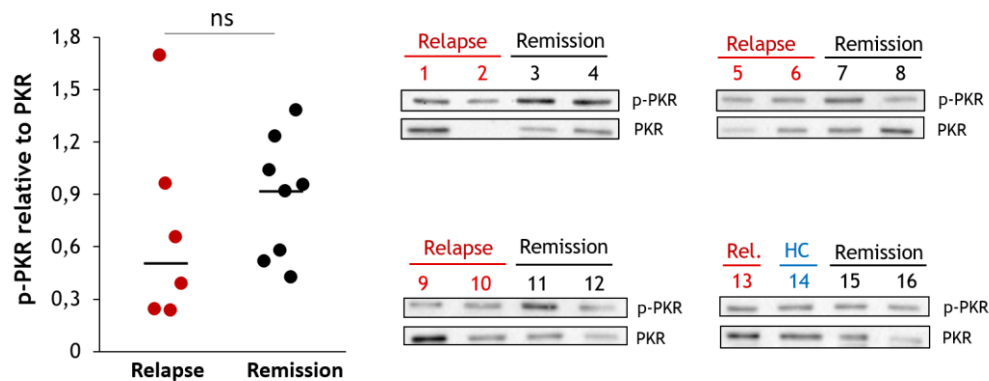 ns
p-PKR relative to PKR
1,8
1,5
1,2
0,9
0,6
0,3
0
Relapse Remission
Relapse Remission
1 2 3 4
p-PKR
PKR
Relapse Remission
5 6 7 8
p-PKR
PKR
Relapse Remission
9 10 11 12
p-PKR
PKR
Rel. HC Remission
13 14 15 16
p-PKR
PKR